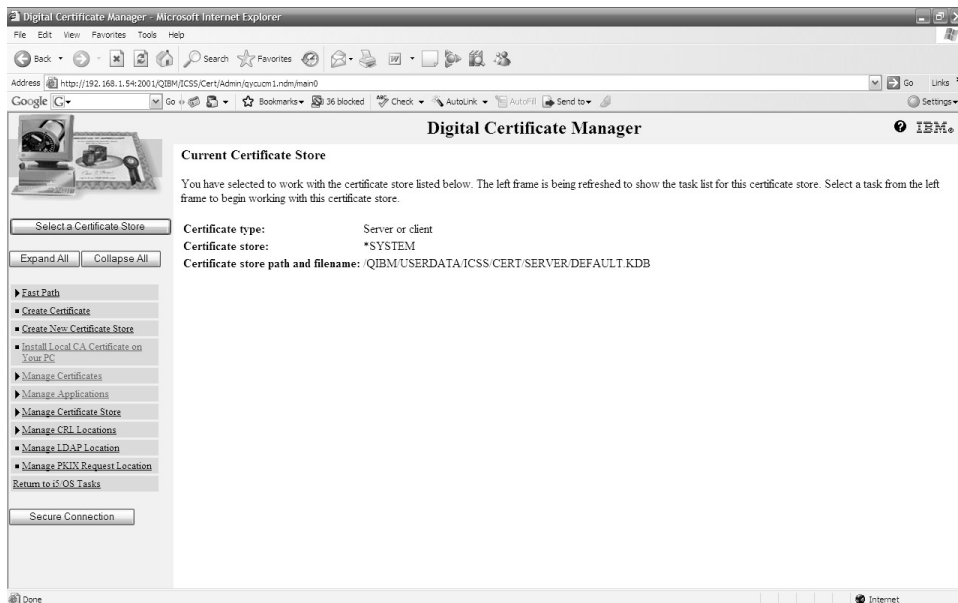 Digital Certificate Manager - Microsoft Internet Explorer
File Edit View Favorites Tools Help
Back Search Favorites
Address http://192.168.1.54:2001/QIBM/ICSS/Cert/Admin/qycucm1.ndm/main0 Go Links
Google G Go Bookmarks 36 blocked Check AutoLink AutoFill Send to Settings
Digital Certificate Manager
IBM
Select a Certificate Store
Expand All Collapse All
Fast Path
Create Certificate
Create New Certificate Store
Install Local CA Certificate on
Your PC
Manage Certificates
Manage Applications
Manage Certificate Store
Manage CRL Locations
Manage LDAP Location
Manage PKIX Request Location
Return to i5/OS Tasks
Secure Connection
Current Certificate Store
You have selected to work with the certificate store listed below. The left frame is being refreshed to show the task list for this certificate store. Select a task from the left
frame to begin working with this certificate store.
Certificate type: Server or client
Certificate store: *SYSTEM
Certificate store path and filename: /QIBM/USERDATA/ICSS/CERT/SERVER/DEFAULT.KDB
Done Internet